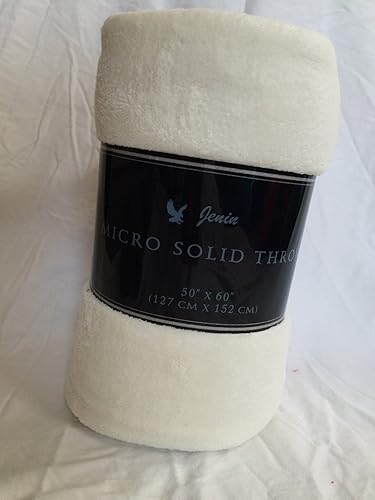 Jenin
MICRO SOLID THRO
50" X 60"
(127 CM X 152 CM)